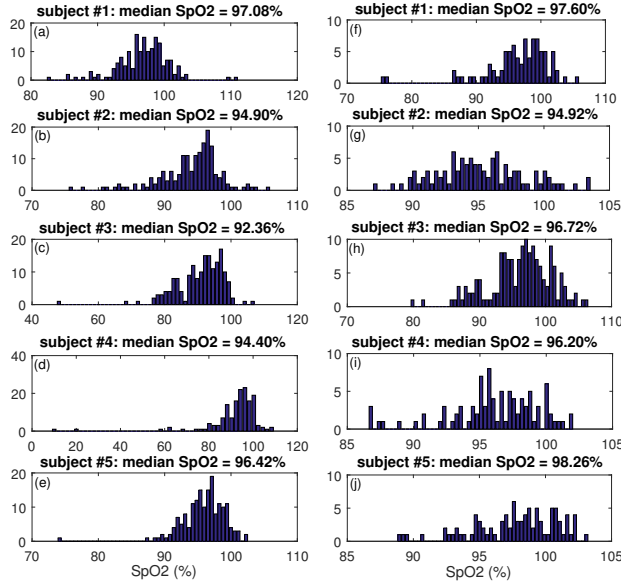 subject #1: median SpO2 = 97.08%
(a)
20
10
0
80 90 100 110 120
subject #2: median SpO2 = 94.90%
(b)
20
10
0
70 80 90 100 110
subject #3: median SpO2 = 92.36%
(c)
20
10
0
40 60 80 100 120
subject #4: median SpO2 = 94.40%
(d)
40
20
0
0 20 40 60 80 100 120
subject #5: median SpO2 = 96.42%
(e)
20
10
0
70 80 90 100 110
SpO2 (%)
subject #1: median SpO2 = 97.60%
(f)
10
5
0
70 80 90 100 110
subject #2: median SpO2 = 94.92%
(g)
10
5
0
85 90 95 100 105
subject #3: median SpO2 = 96.72%
(h)
10
5
0
70 80 90 100 110
subject #4: median SpO2 = 96.20%
(i)
10
5
0
85 90 95 100 105
subject #5: median SpO2 = 98.26%
(j)
10
5
0
85 90 95 100 105
SpO2 (%)